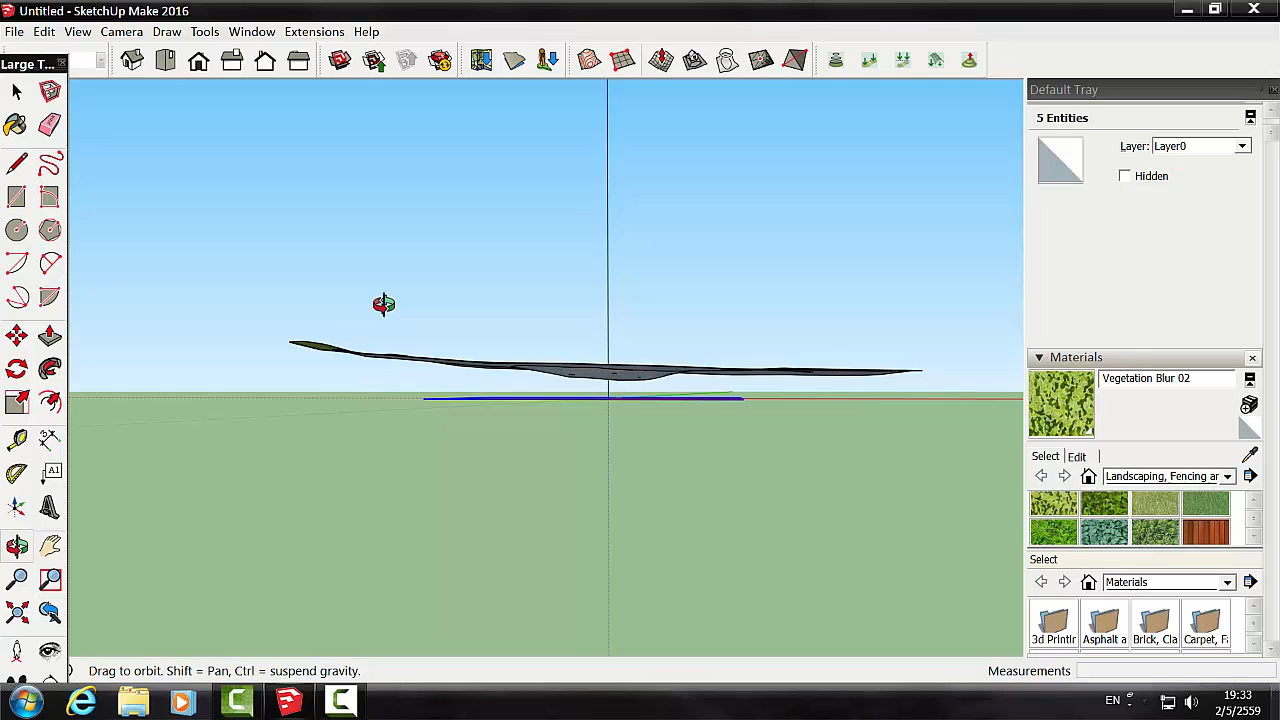 Untitled - SketchUp Make 2016
File Edit View Camera Draw Tools Window Extensions Help
Large T...
Default Tray
5 Entities
Layer: Layer0
Hidden
Materials
Vegetation Blur 02
Select Edit
Landscaping, Fencing ar
Select
Materials
3d Printir Asphalt a Brick, Cla Carpet, Fa
A1
Drag to orbit. Shift = Pan, Ctrl = suspend gravity.
Measurements
EN
19:33
2/5/2559